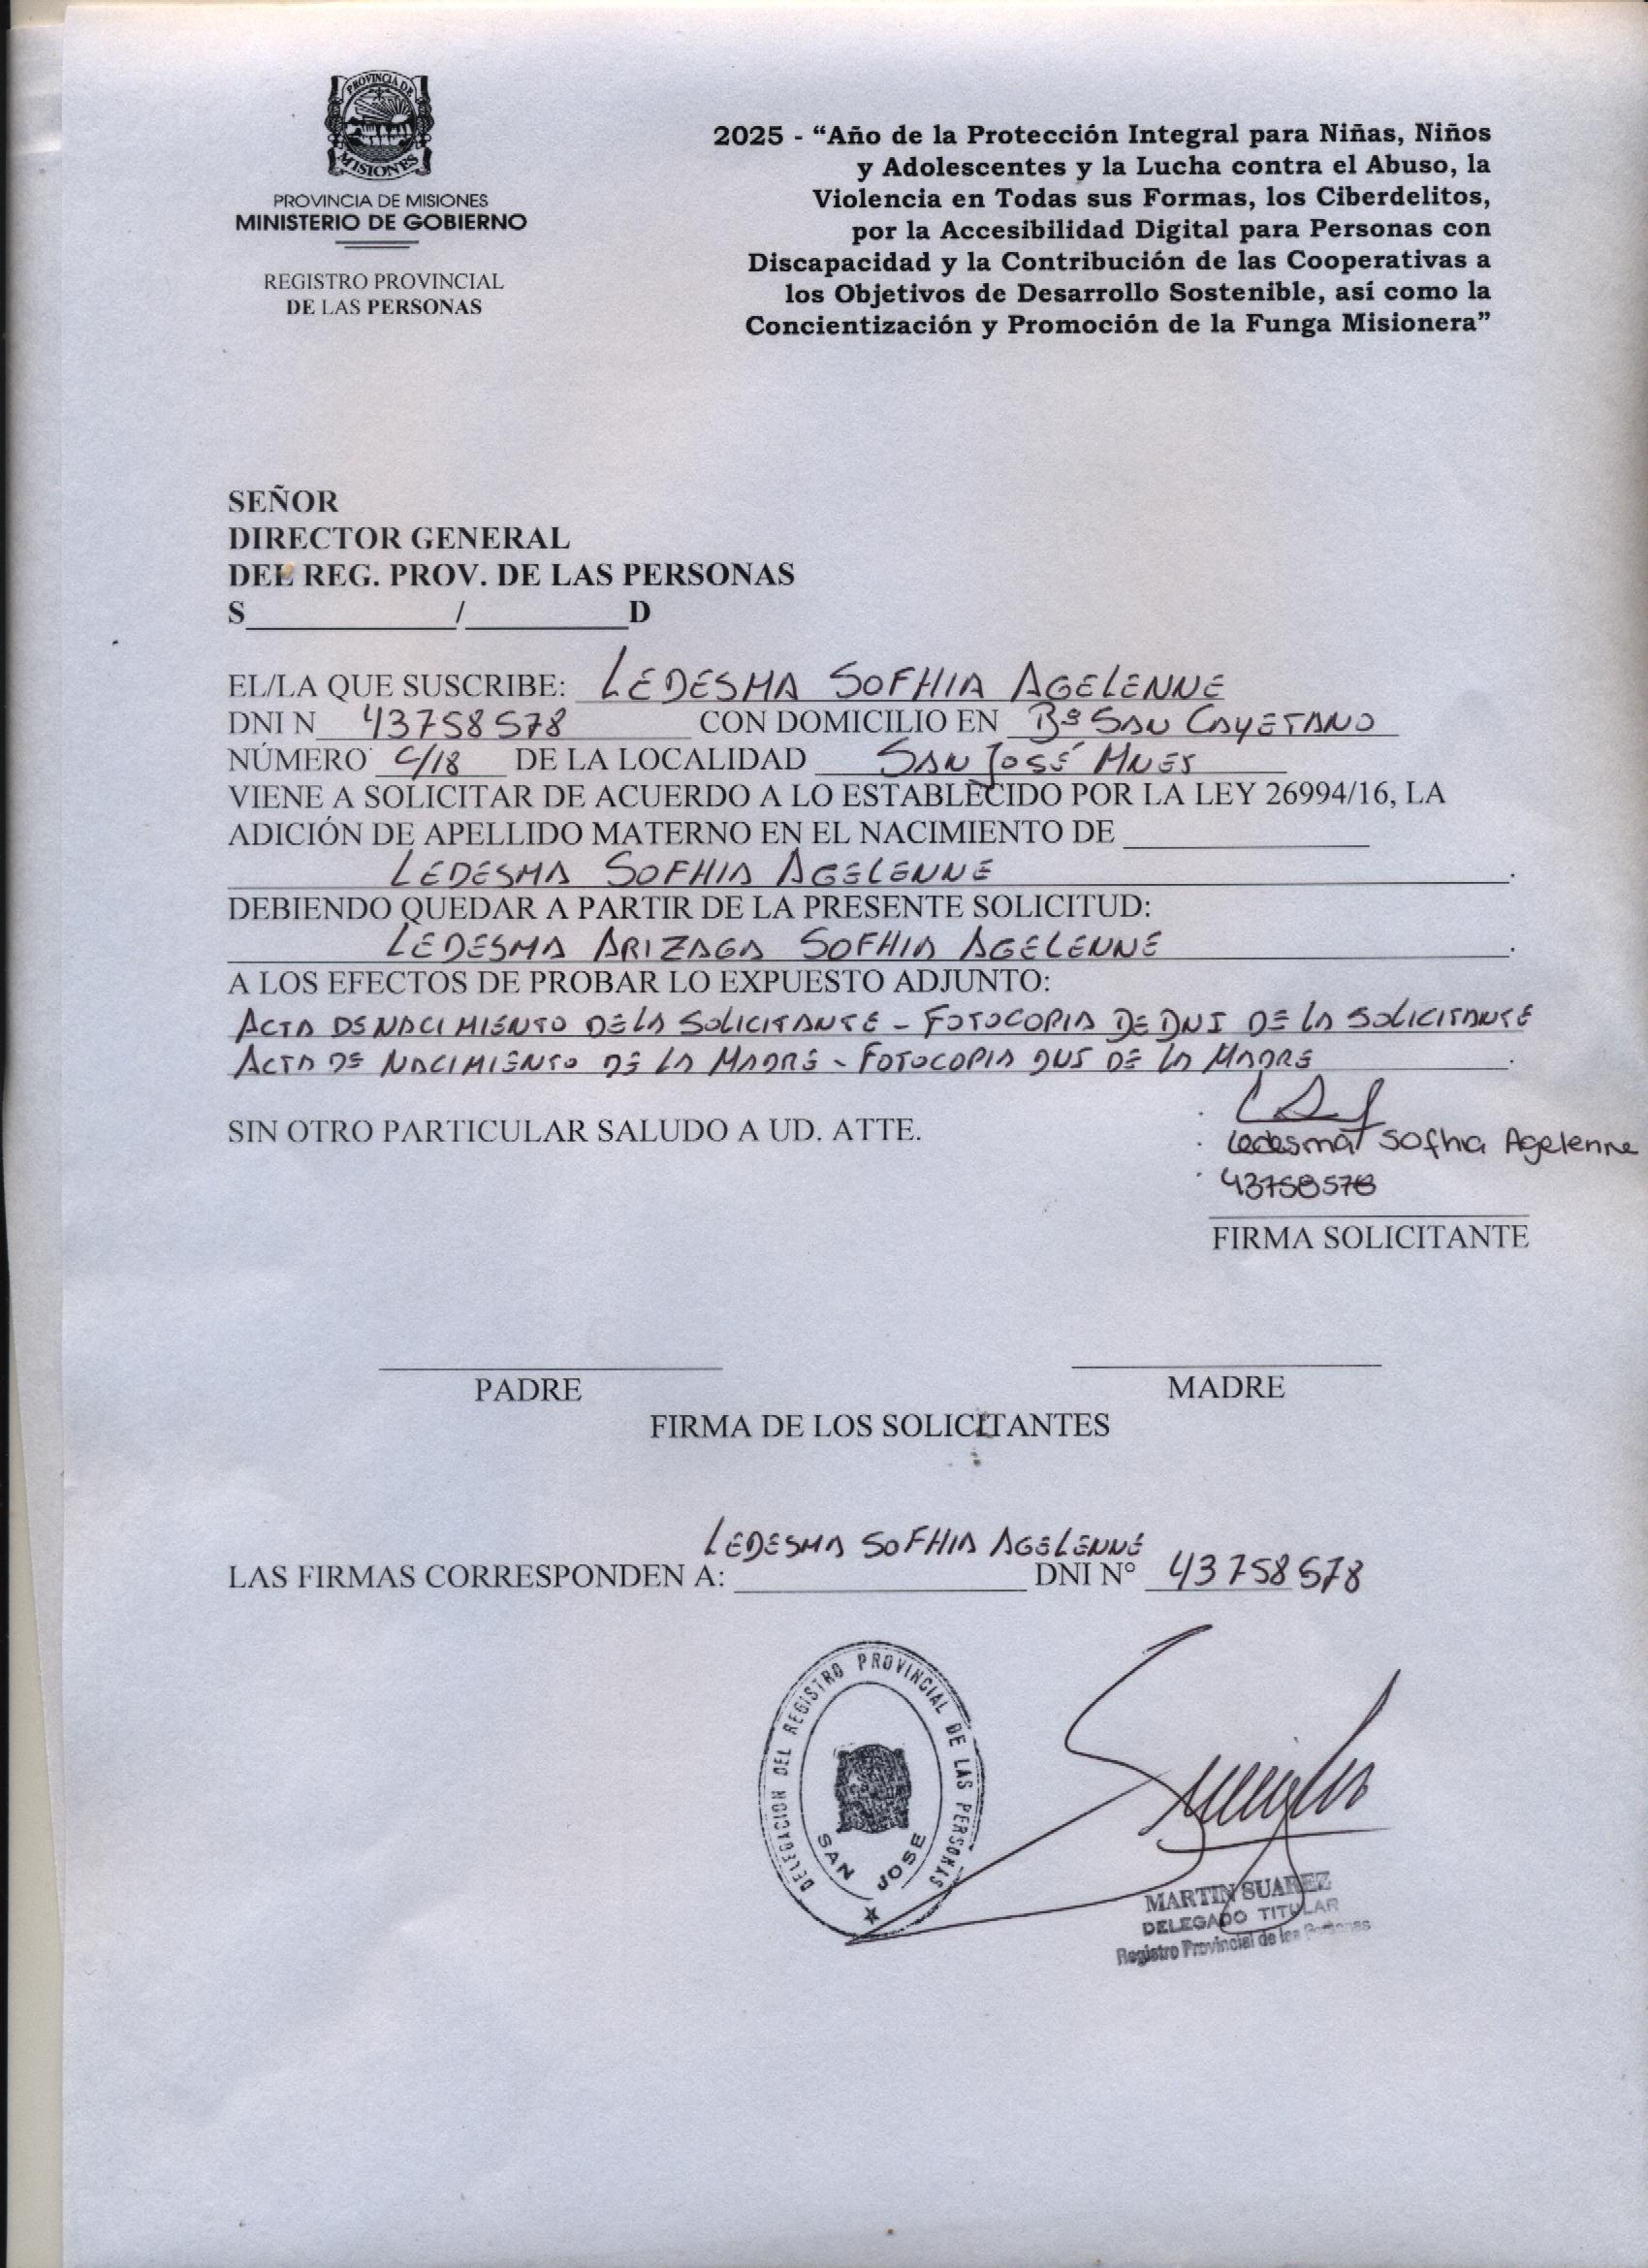 PROVINCIA DE
MISIONES
PROVINCIA DE MISIONES
MINISTERIO DE GOBIERNO
REGISTRO PROVINCIAL
DE LAS PERSONAS
2025 - “Año de la Protección Integral para Niñas, Niños
y Adolescentes y la Lucha contra el Abuso, la
Violencia en Todas sus Formas, los Ciberdelitos,
por la Accesibilidad Digital para Personas con
Discapacidad y la Contribución de las Cooperativas a
los Objetivos de Desarrollo Sostenible, así como la
Concientización y Promoción de la Funga Misionera”
SEÑOR
DIRECTOR GENERAL
DEL REG. PROV. DE LAS PERSONAS
S_____________/__________D
EL/LA QUE SUSCRIBE: LEDESMA SOFHIA AGELENNE
DNI N 43758578 CON DOMICILIO EN Bº SAN CAYETANO
NÚMERO C/18 DE LA LOCALIDAD SAN JOSÉ MNES
VIENE A SOLICITAR DE ACUERDO A LO ESTABLECIDO POR LA LEY 26994/16, LA
ADICIÓN DE APELLIDO MATERNO EN EL NACIMIENTO DE
LEDESMA SOFHIA AGELENNE.
DEBIENDO QUEDAR A PARTIR DE LA PRESENTE SOLICITUD:
LEDESMA ARIZAGA SOFHIA AGELENNE.
A LOS EFECTOS DE PROBAR LO EXPUESTO ADJUNTO:
ACTA DE NACIMIENTO DE LA SOLICITANTE - FOTOCOPIA DE DNI DE LA SOLICITANTE
ACTA DE NACIMIENTO DE LA MADRE - FOTOCOPIA DNI DE LA MADRE.
SIN OTRO PARTICULAR SALUDO A UD. ATTE.
Ledesma Sofhia Agelenne
43758578
FIRMA SOLICITANTE
PADRE MADRE
FIRMA DE LOS SOLICITANTES
LAS FIRMAS CORRESPONDEN A: LEDESMA SOFHIA AGELENNE DNI N° 43758578
DELEGACION DEL REGISTRO PROVINCIAL DE LAS PERSONAS
SAN JOSE
MARTIN SUAREZ
DELEGADO TITULAR
Registro Provincial de las Personas